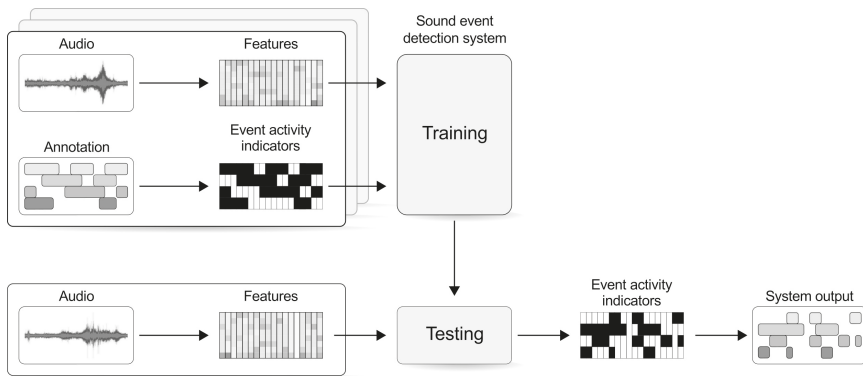 Sound event
detection system
Audio
Features
Training
Annotation
Event activity
indicators
Audio
Features
Testing
Event activity
indicators
System output